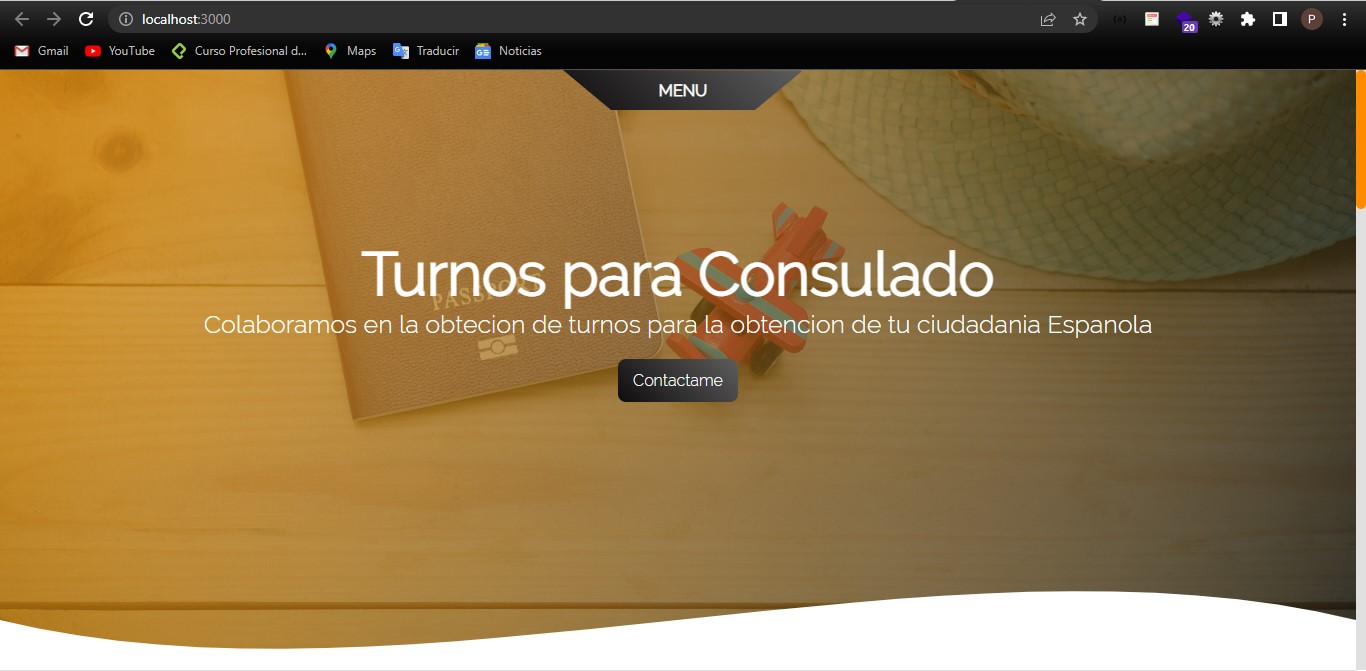 localhost:3000
20
P
Gmail
YouTube
Curso Profesional d...
Maps
Traducir
Noticias
MENU
Turnos para Consulado
PASSPORT
Colaboramos en la obtecion de turnos para la obtencion de tu ciudadania Espanola
Contactame